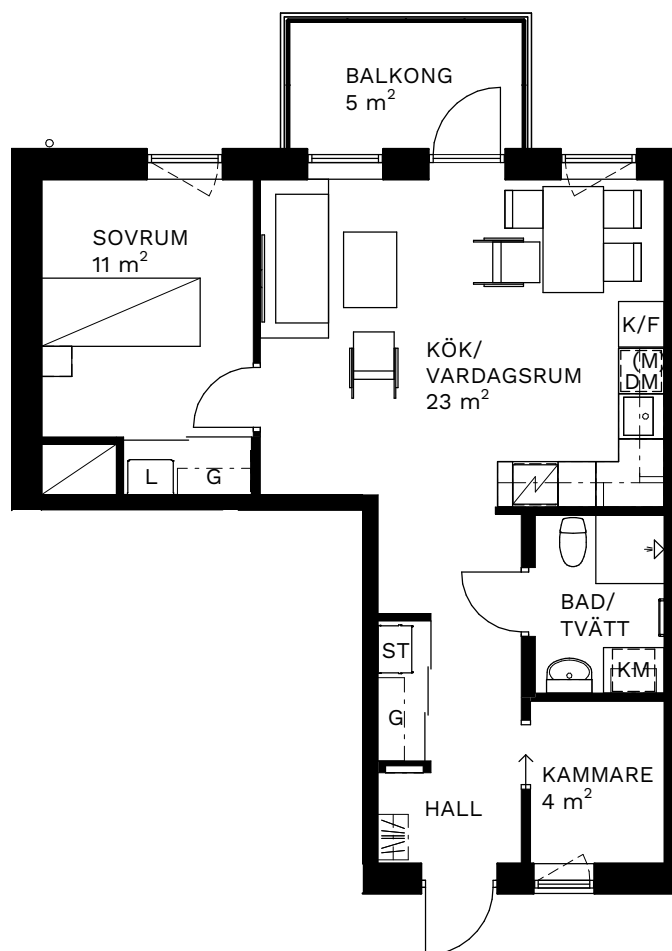 BALKONG
5 m²
SOVRUM
11 m²
K/F
(M)
DM
KÖK/
VARDAGSRUM
23 m²
L
G
BAD/
TVÄTT
ST
KM
G
KAMMARE
4 m²
HALL